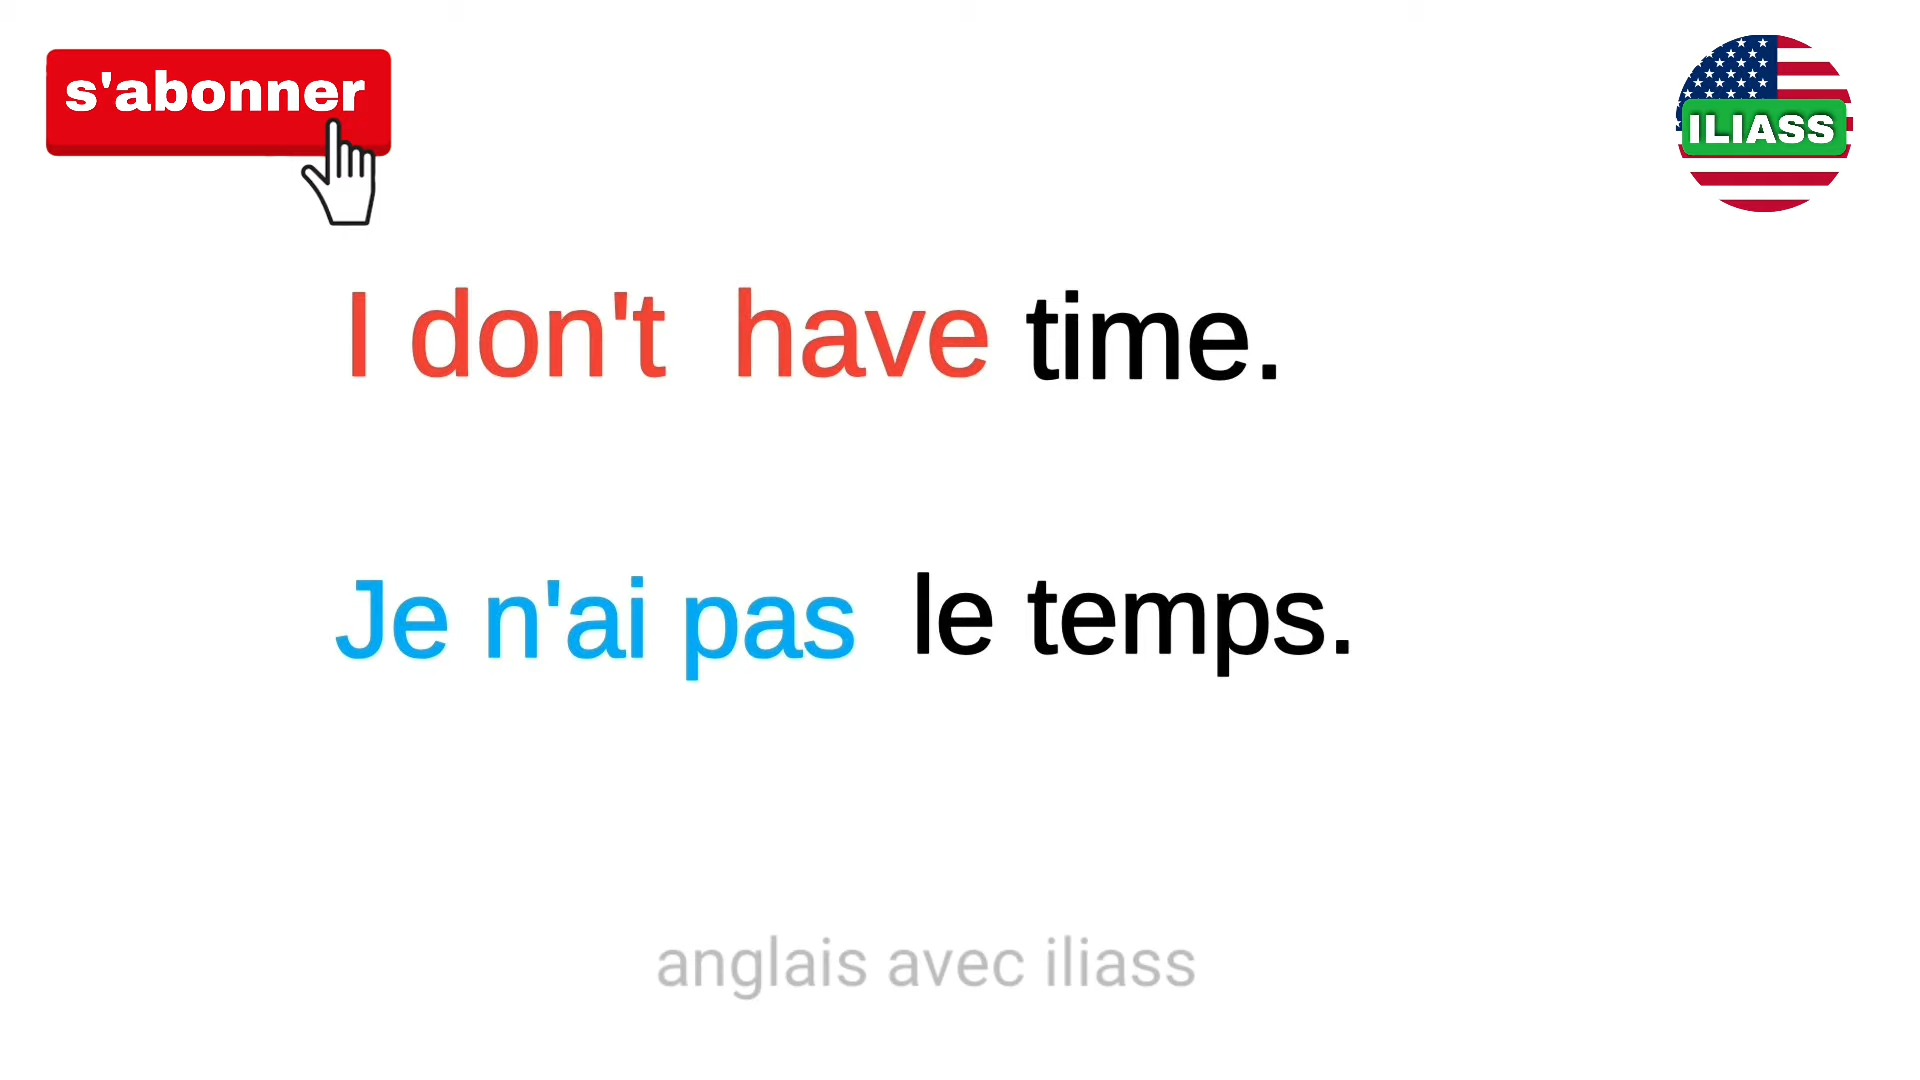 s'abonner
ILIASS
I don't have time.
Je n'ai pas le temps.
anglais avec iliass